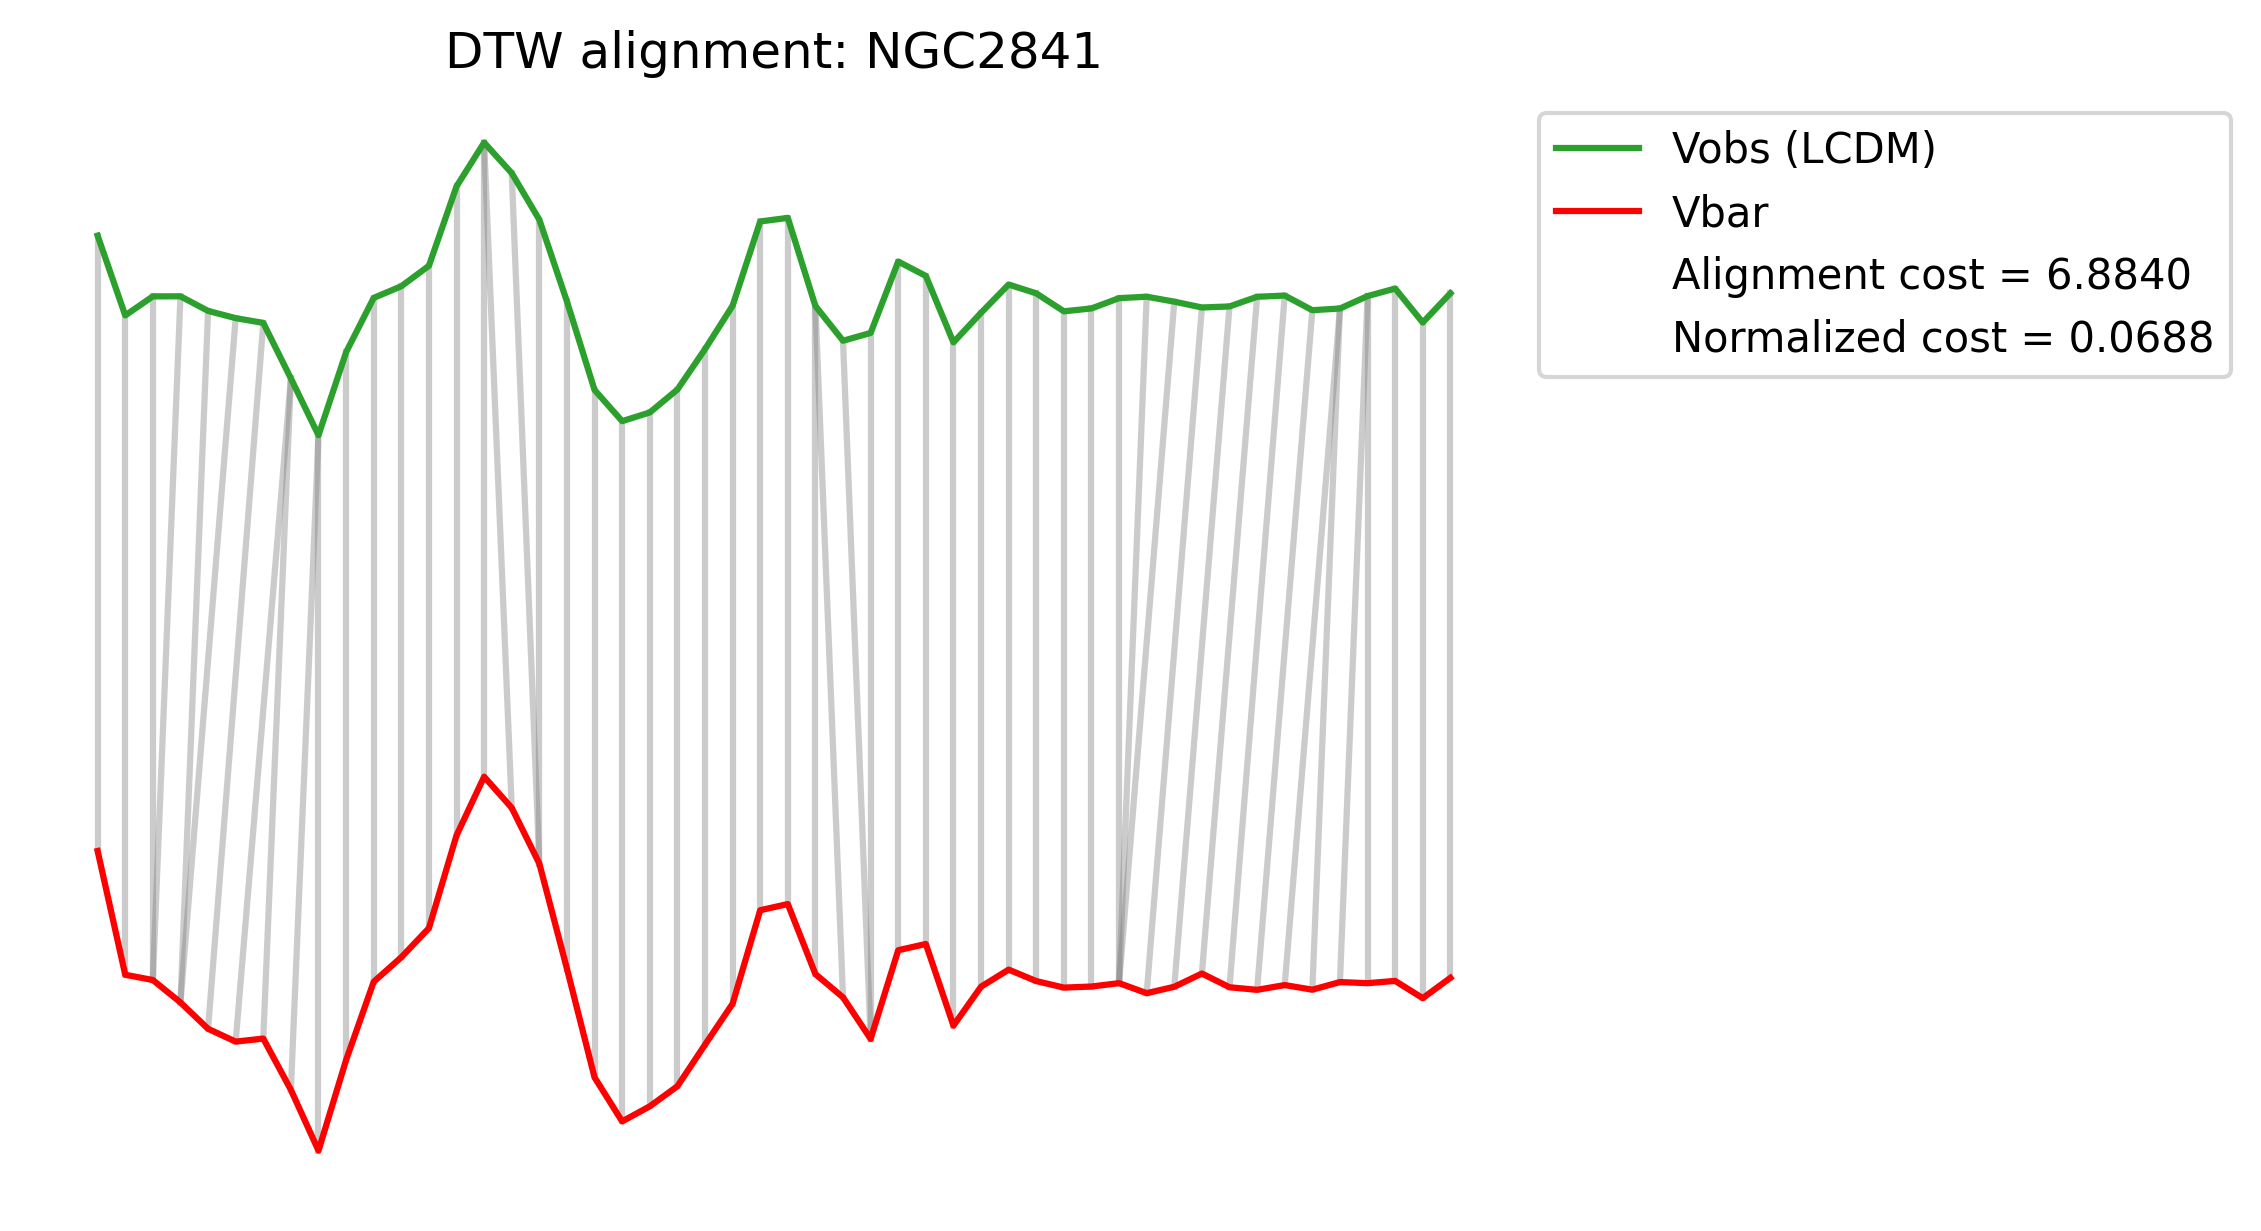 DTW alignment: NGC2841
Vobs (LCDM)
Vbar
Alignment cost = 6.8840
Normalized cost = 0.0688